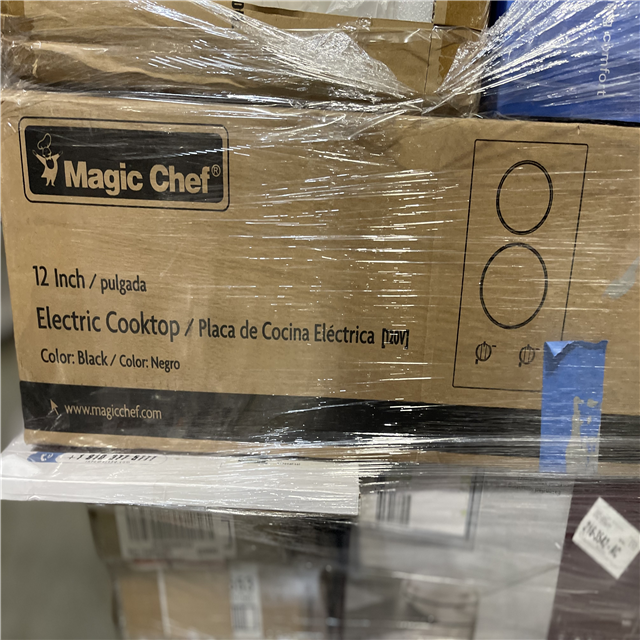 comfort
Magic Chef®
12 Inch / pulgada
Electric Cooktop / Placa de Cocina Eléctrica [120V]
Color: Black / Color: Negro
www.magicchef.com